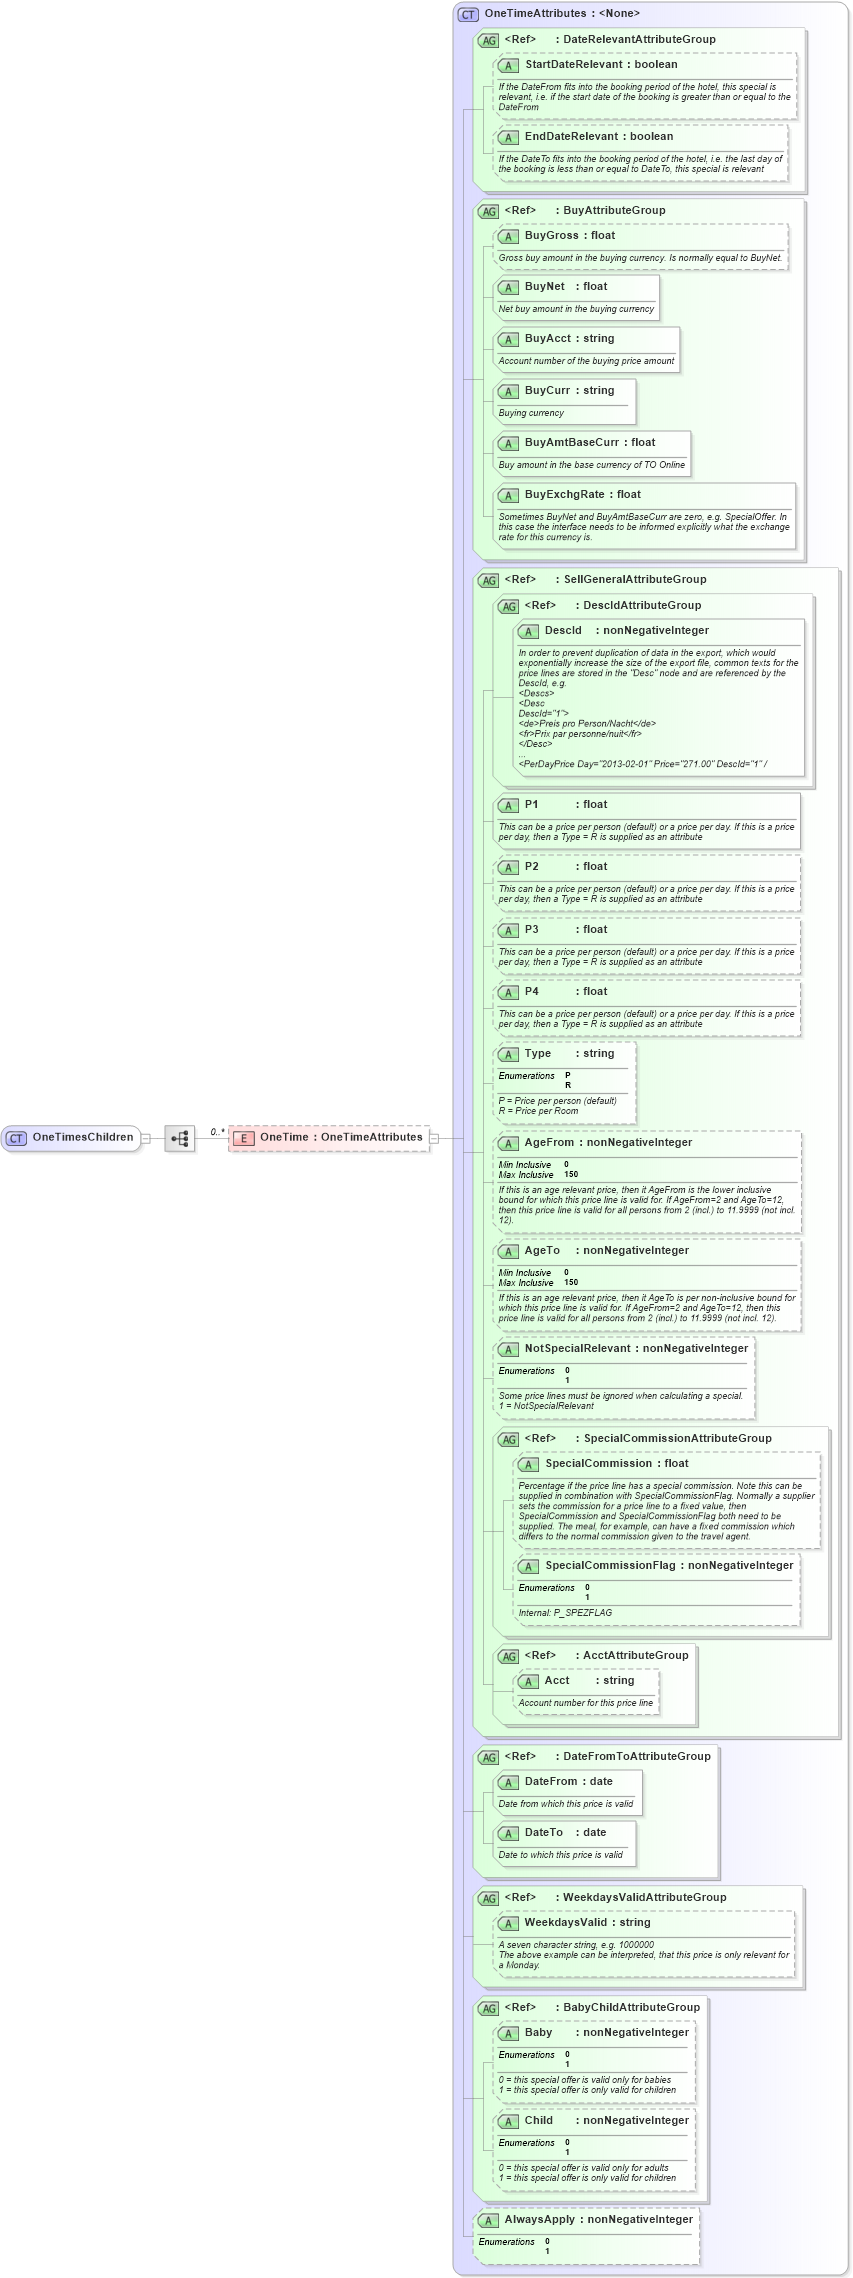 CT OneTimeAttributes : <None>
AG <Ref> : DateRelevantAttributeGroup
A StartDateRelevant : boolean
If the DateFrom fits into the booking period of the hotel, this special is
relevant, i.e. if the start date of the booking is greater than or equal to the
DateFrom
A EndDateRelevant : boolean
If the DateTo fits into the booking period of the hotel, i.e. the last day of
the booking is less than or equal to DateTo, this special is relevant
AG <Ref> : BuyAttributeGroup
A BuyGross : float
Gross buy amount in the buying currency. Is normally equal to BuyNet.
A BuyNet : float
Net buy amount in the buying currency
A BuyAcct : string
Account number of the buying price amount
A BuyCurr : string
Buying currency
A BuyAmtBaseCurr : float
Buy amount in the base currency of TO Online
A BuyExchgRate : float
Sometimes BuyNet and BuyAmtBaseCurr are zero, e.g. SpecialOffer. In
this case the interface needs to be informed explicitly what the exchange
rate for this currency is.
AG <Ref> : SellGeneralAttributeGroup
AG <Ref> : DescIdAttributeGroup
A DescId : nonNegativeInteger
In order to prevent duplication of data in the export, which would
exponentially increase the size of the export file, common texts for the
price lines are stored in the "Desc" node and are referenced by the
DescId, e.g.
<Descs>
<Desc
DescId="1">
<de>Preis pro Person/Nacht</de>
<fr>Prix par personne/nuit</fr>
</Desc>
...
<PerDayPrice Day="2013-02-01" Price="271.00" DescId="1" /
A P1 : float
This can be a price per person (default) or a price per day. If this is a price
per day, then a Type = R is supplied as an attribute
A P2 : float
This can be a price per person (default) or a price per day. If this is a price
per day, then a Type = R is supplied as an attribute
A P3 : float
This can be a price per person (default) or a price per day. If this is a price
per day, then a Type = R is supplied as an attribute
A P4 : float
This can be a price per person (default) or a price per day. If this is a price
per day, then a Type = R is supplied as an attribute
A Type : string
Enumerations P
R
P = Price per person (default)
R = Price per Room
CT OneTimesChildren 0..* E OneTime : OneTimeAttributes
A AgeFrom : nonNegativeInteger
Min Inclusive 0
Max Inclusive 150
If this is an age relevant price, then it AgeFrom is the lower inclusive
bound for which this price line is valid for. If AgeFrom=2 and AgeTo=12,
then this price line is valid for all persons from 2 (incl.) to 11.9999 (not incl.
12).
A AgeTo : nonNegativeInteger
Min Inclusive 0
Max Inclusive 150
If this is an age relevant price, then it AgeTo is per non-inclusive bound for
which this price line is valid for. If AgeFrom=2 and AgeTo=12, then this
price line is valid for all persons from 2 (incl.) to 11.9999 (not incl. 12).
A NotSpecialRelevant : nonNegativeInteger
Enumerations 0
1
Some price lines must be ignored when calculating a special.
1 = NotSpecialRelevant
AG <Ref> : SpecialCommissionAttributeGroup
A SpecialCommission : float
Percentage if the price line has a special commission. Note this can be
supplied in combination with SpecialCommissionFlag. Normally a supplier
sets the commission for a price line to a fixed value, then
SpecialCommission and SpecialCommissionFlag both need to be
supplied. The meal, for example, can have a fixed commission which
differs to the normal commission given to the travel agent.
A SpecialCommissionFlag : nonNegativeInteger
Enumerations 0
1
Internal: P_SPEZFLAG
AG <Ref> : AcctAttributeGroup
A Acct : string
Account number for this price line
AG <Ref> : DateFromToAttributeGroup
A DateFrom : date
Date from which this price is valid
A DateTo : date
Date to which this price is valid
AG <Ref> : WeekdaysValidAttributeGroup
A WeekdaysValid : string
A seven character string, e.g. 1000000
The above example can be interpreted, that this price is only relevant for
a Monday.
AG <Ref> : BabyChildAttributeGroup
A Baby : nonNegativeInteger
Enumerations 0
1
0 = this special offer is valid only for babies
1 = this special offer is only valid for children
A Child : nonNegativeInteger
Enumerations 0
1
0 = this special offer is valid only for adults
1 = this special offer is only valid for children
A AlwaysApply : nonNegativeInteger
Enumerations 0
1